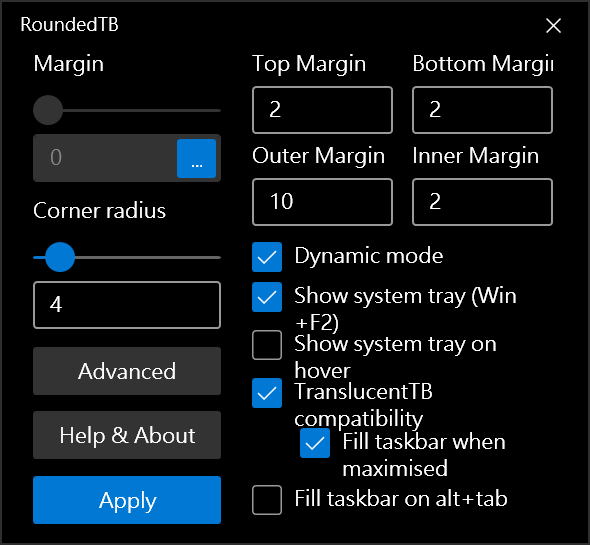 RoundedTB
Margin
0
...
Corner radius
4
Advanced
Help & About
Apply
Top Margin
Bottom Margin
2
2
Outer Margin
Inner Margin
10
2
Dynamic mode
Show system tray (Win
+F2)
Show system tray on
hover
TranslucentTB
compatibility
Fill taskbar when
maximised
Fill taskbar on alt+tab